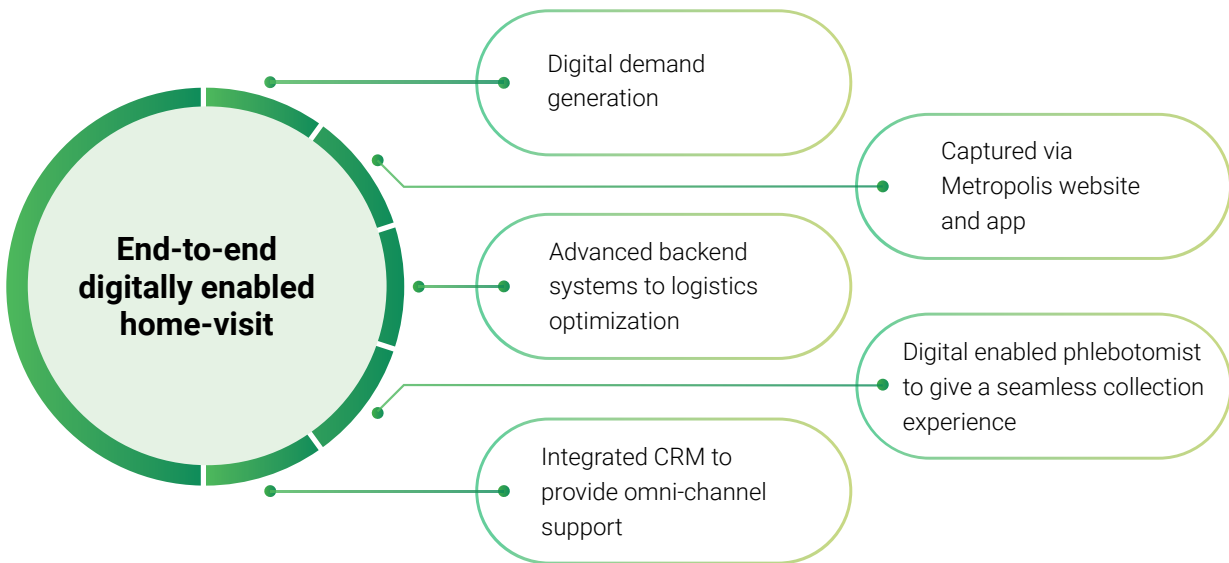 End-to-end
digitally enabled
home-visit
Digital demand
generation
Captured via
Metropolis website
and app
Advanced backend
systems to logistics
optimization
Digital enabled phlebotomist
to give a seamless collection
experience
Integrated CRM to
provide omni-channel
support